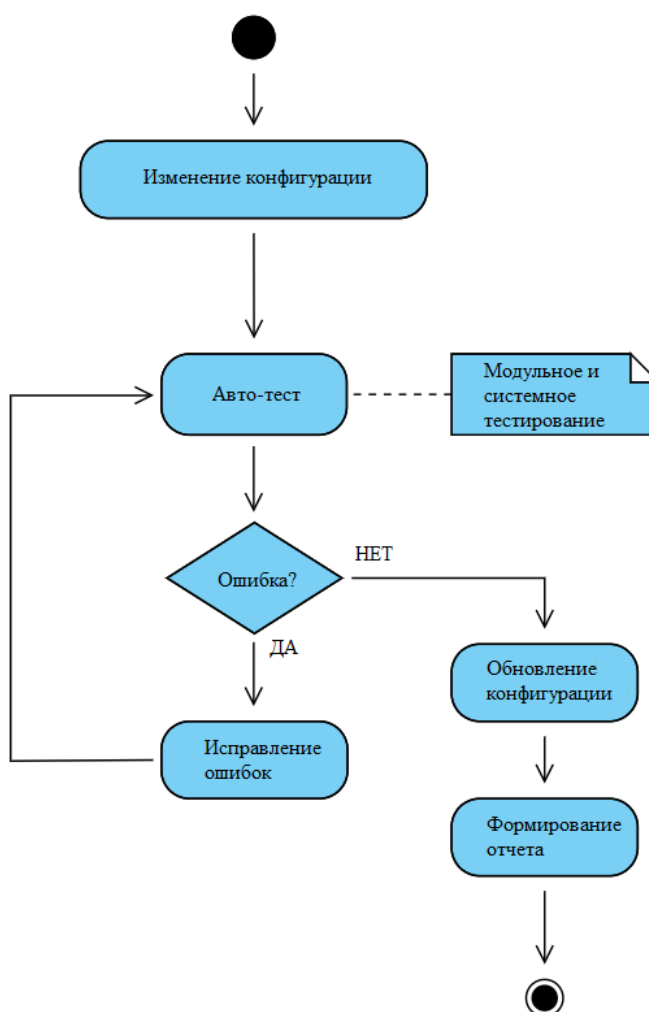 Изменение конфигурации
Авто-тест
Модульное и
системное
тестирование
Ошибка?
НЕТ
ДА
Обновление
конфигурации
Исправление
ошибок
Формирование
отчета